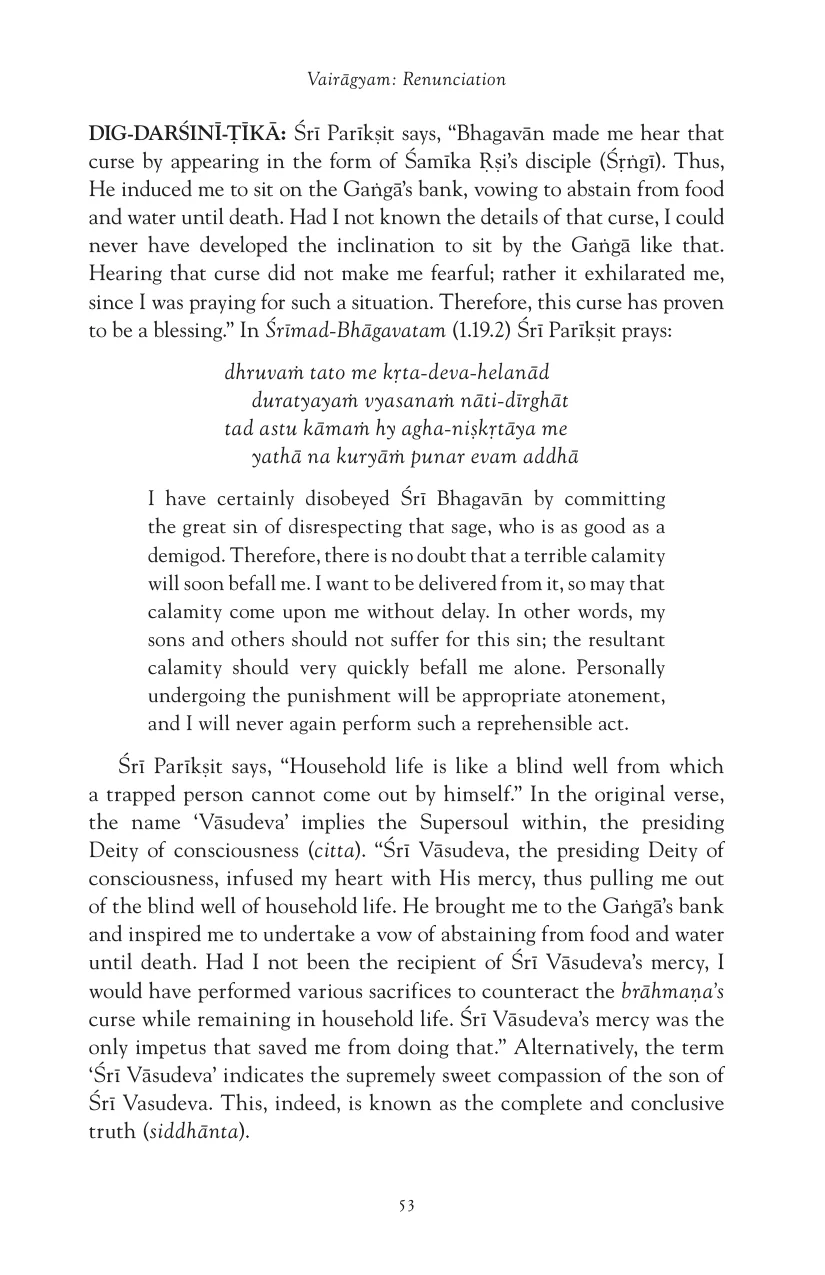 Vairāgyam: Renunciation
DIG-DARŚINĪ-ṬĪKĀ: Śrī Parīkṣit says, “Bhagavān made me hear that
curse by appearing in the form of Śamīka Ṛṣi’s disciple (Śṛṅgī). Thus,
He induced me to sit on the Gaṅgā’s bank, vowing to abstain from food
and water until death. Had I not known the details of that curse, I could
never have developed the inclination to sit by the Gaṅgā like that.
Hearing that curse did not make me fearful; rather it exhilarated me,
since I was praying for such a situation. Therefore, this curse has proven
to be a blessing.” In Śrīmad-Bhāgavatam (1.19.2) Śrī Parīkṣit prays:
dhruvaṁ tato me kṛta-deva-helanād
duratyayaṁ vyasanaṁ nāti-dīrghāt
tad astu kāmaṁ hy agha-niṣkṛtāya me
yathā na kuryāṁ punar evam addhā
I have certainly disobeyed Śrī Bhagavān by committing
the great sin of disrespecting that sage, who is as good as a
demigod. Therefore, there is no doubt that a terrible calamity
will soon befall me. I want to be delivered from it, so may that
calamity come upon me without delay. In other words, my
sons and others should not suffer for this sin; the resultant
calamity should very quickly befall me alone. Personally
undergoing the punishment will be appropriate atonement,
and I will never again perform such a reprehensible act.
Śrī Parīkṣit says, “Household life is like a blind well from which
a trapped person cannot come out by himself.” In the original verse,
the name ‘Vāsudeva’ implies the Supersoul within, the presiding
Deity of consciousness (citta). “Śrī Vāsudeva, the presiding Deity of
consciousness, infused my heart with His mercy, thus pulling me out
of the blind well of household life. He brought me to the Gaṅgā’s bank
and inspired me to undertake a vow of abstaining from food and water
until death. Had I not been the recipient of Śrī Vāsudeva’s mercy, I
would have performed various sacrifices to counteract the brāhmaṇa’s
curse while remaining in household life. Śrī Vāsudeva’s mercy was the
only impetus that saved me from doing that.” Alternatively, the term
‘Śrī Vāsudeva’ indicates the supremely sweet compassion of the son of
Śrī Vasudeva. This, indeed, is known as the complete and conclusive
truth (siddhānta).
53